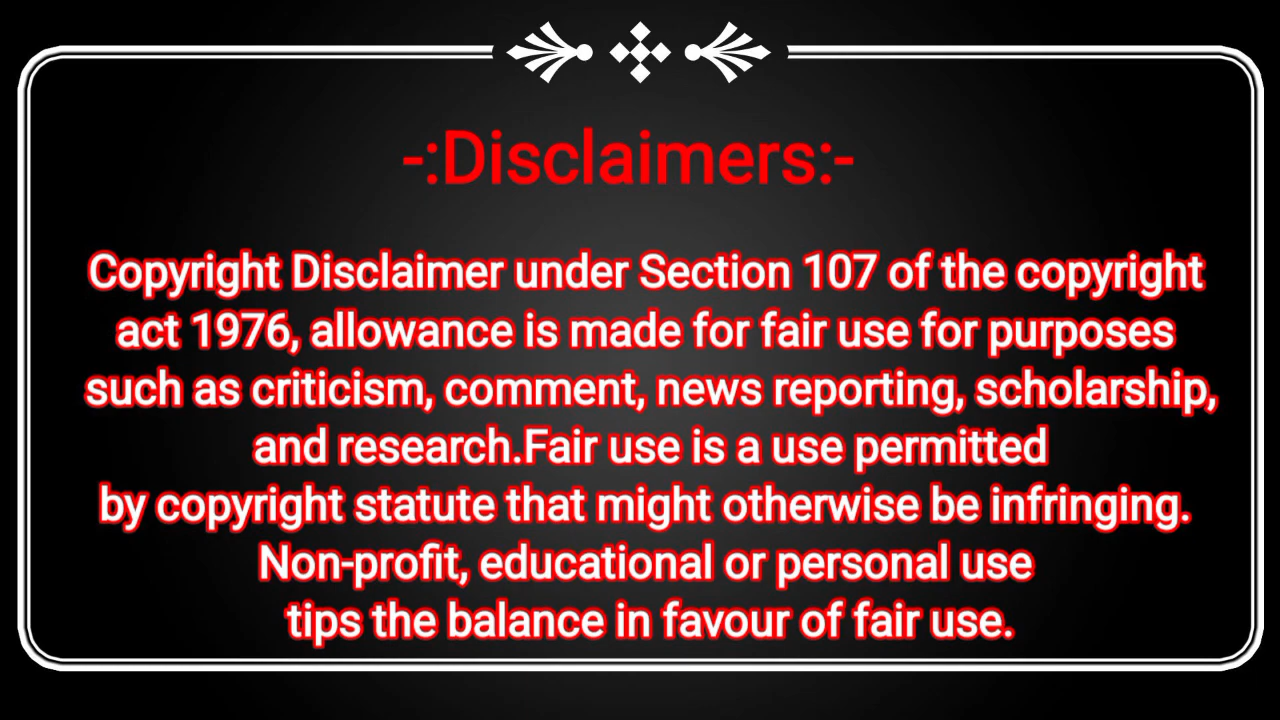 -:Disclaimers:-
Copyright Disclaimer under Section 107 of the copyright
act 1976, allowance is made for fair use for purposes
such as criticism, comment, news reporting, scholarship,
and research.Fair use is a use permitted
by copyright statute that might otherwise be infringing.
Non-profit, educational or personal use
tips the balance in favour of fair use.